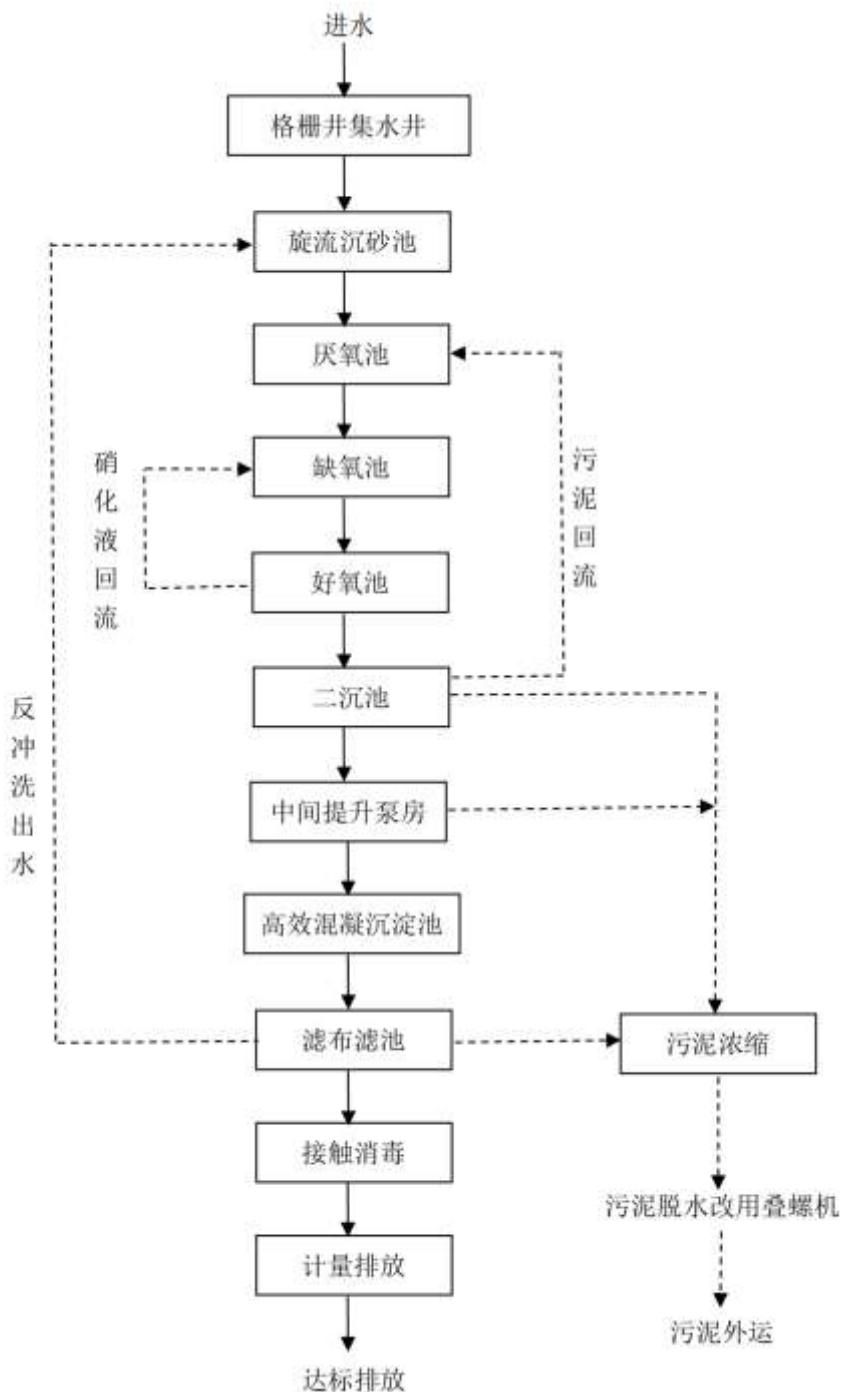 进水
格栅井集水井
旋流沉砂池
厌氧池
缺氧池
硝化液回流
污泥回流
好氧池
二沉池
反冲洗出水
中间提升泵房
高效混凝沉淀池
滤布滤池
污泥浓缩
接触消毒
污泥脱水改用叠螺机
计量排放
污泥外运
达标排放